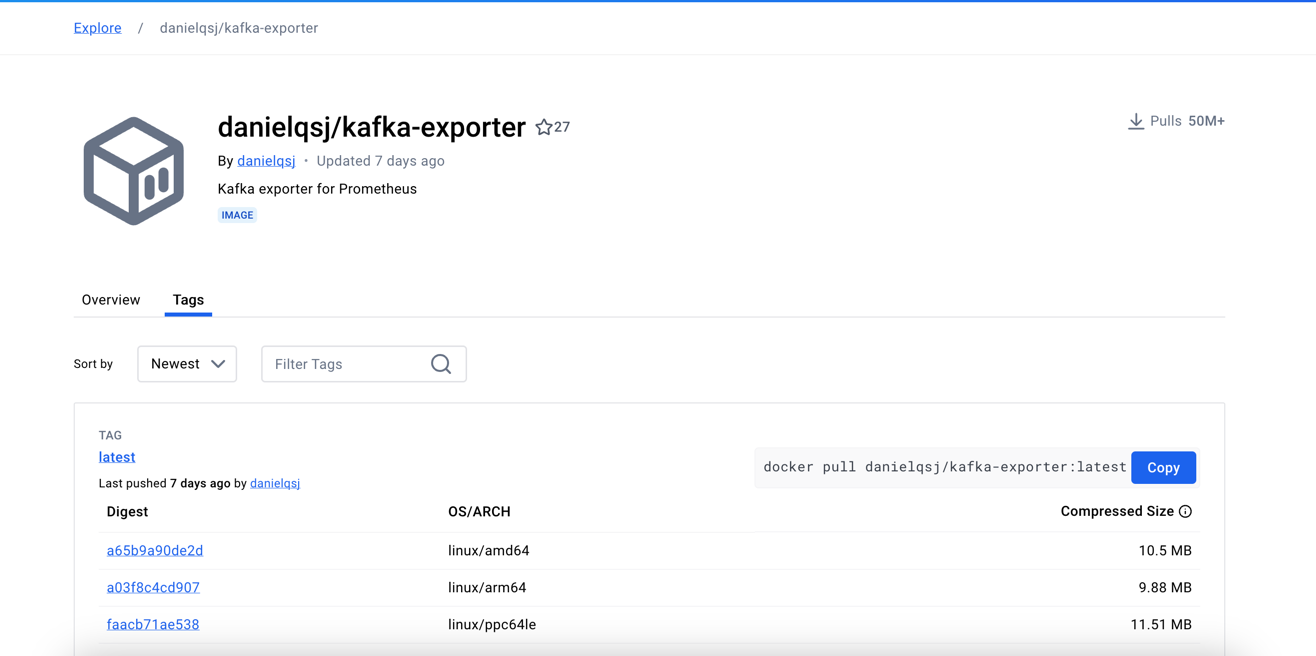 Explore / danielqsj/kafka-exporter
danielqsj/kafka-exporter 27
Pulls 50M+
By danielqsj · Updated 7 days ago
Kafka exporter for Prometheus
IMAGE
Overview Tags
Sort by Newest Filter Tags
TAG
latest
docker pull danielqsj/kafka-exporter:latest Copy
Last pushed 7 days ago by danielqsj
Digest OS/ARCH Compressed Size
a65b9a90de2d linux/amd64 10.5 MB
a03f8c4cd907 linux/arm64 9.88 MB
faacb71ae538 linux/ppc64le 11.51 MB